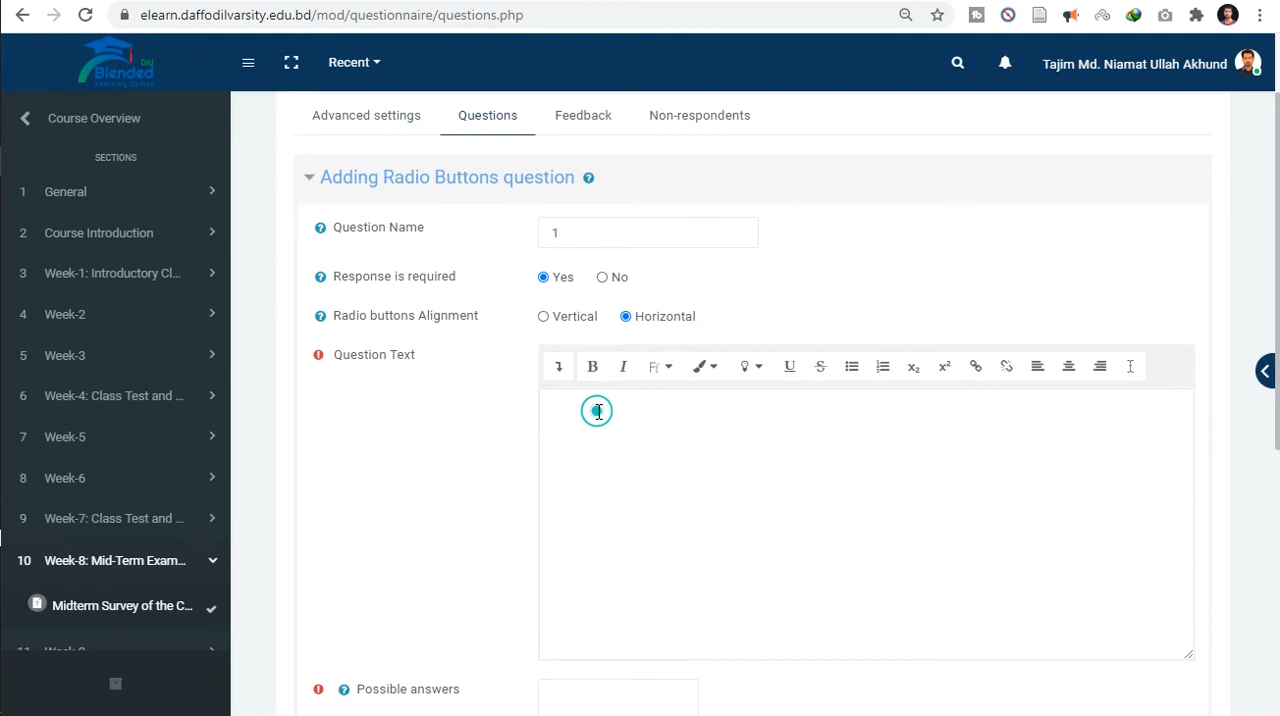 elearn.daffodilvarsity.edu.bd/mod/questionnaire/questions.php
DIU
Blended
Learning Center
Recent
Tajim Md. Niamat Ullah Akhund
Course Overview
SECTIONS
1 General
2 Course Introduction
3 Week-1: Introductory Cl...
4 Week-2
5 Week-3
6 Week-4: Class Test and ...
7 Week-5
8 Week-6
9 Week-7: Class Test and ...
10 Week-8: Mid-Term Exam...
Midterm Survey of the C...
Advanced settings Questions Feedback Non-respondents
Adding Radio Buttons question
Question Name 1
Response is required Yes No
Radio buttons Alignment Vertical Horizontal
Question Text
Possible answers